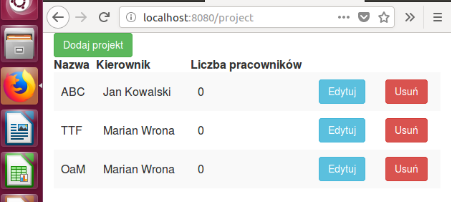 localhost:8080/project
Dodaj projekt
Nazwa Kierownik Liczba pracowników
ABC Jan Kowalski 0 Edytuj Usuń
TTF Marian Wrona 0 Edytuj Usuń
OaM Marian Wrona 0 Edytuj Usuń